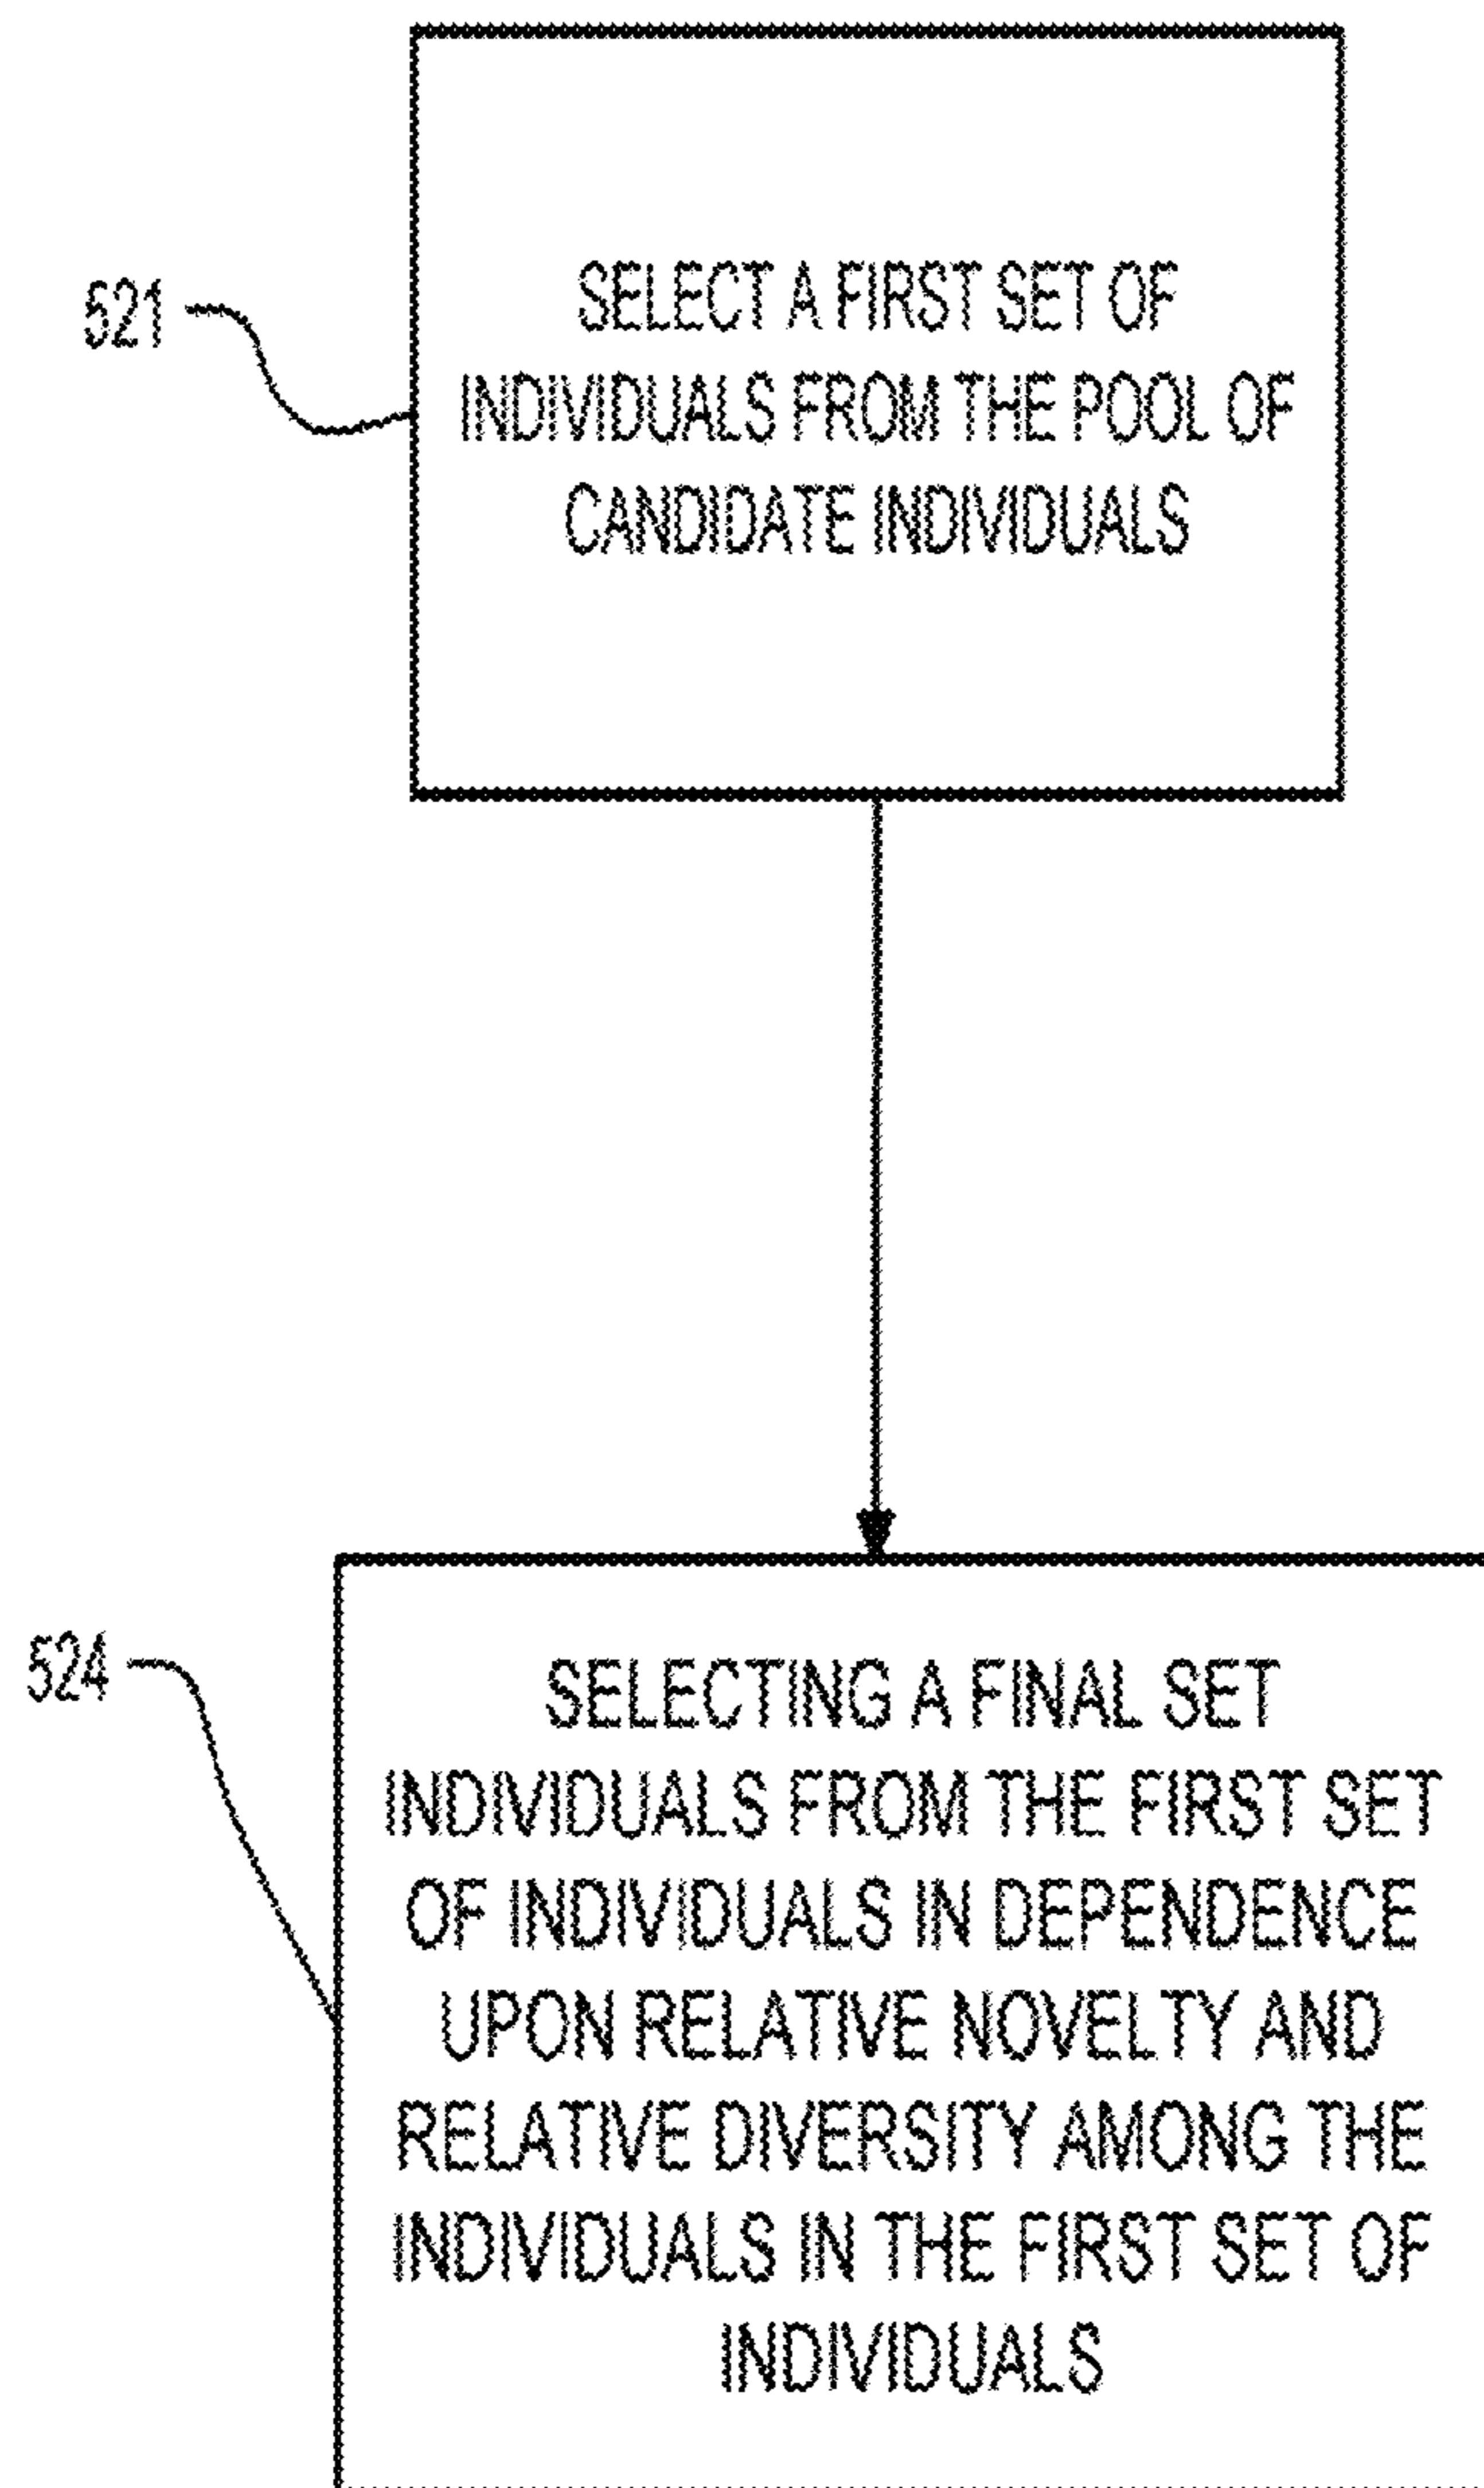 521
SELECT A FIRST SET OF
INDIVIDUALS FROM THE POOL OF
CANDIDATE INDIVIDUALS
524
SELECTING A FINAL SET
INDIVIDUALS FROM THE FIRST SET
OF INDIVIDUALS IN DEPENDENCE
UPON RELATIVE NOVELTY AND
RELATIVE DIVERSITY AMONG THE
INDIVIDUALS IN THE FIRST SET OF
INDIVIDUALS